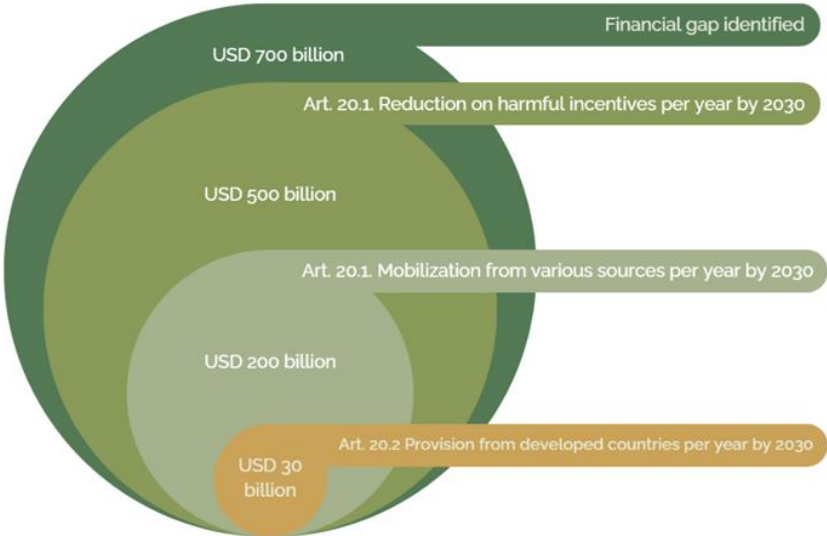 Financial gap identified
USD 700 billion
Art. 20.1. Reduction on harmful incentives per year by 2030
USD 500 billion
Art. 20.1. Mobilization from various sources per year by 2030
USD 200 billion
Art. 20.2 Provision from developed countries per year by 2030
USD 30
billion